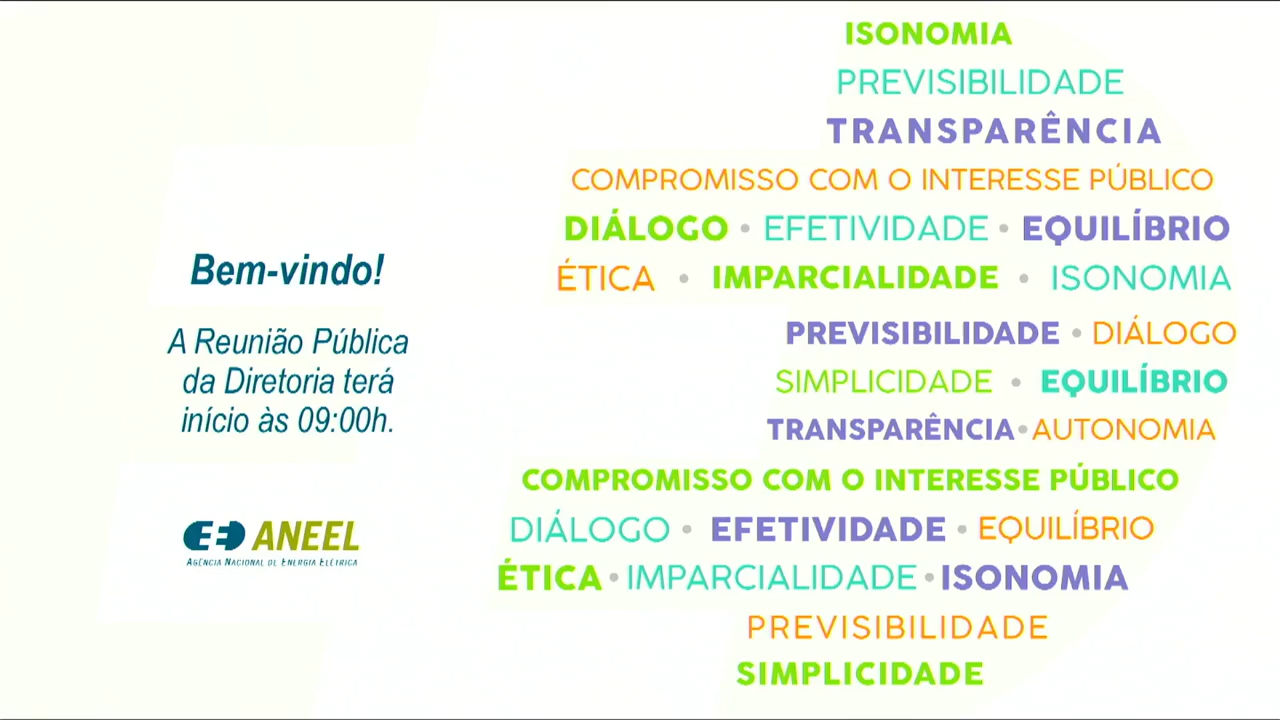 Bem-vindo!
A Reunião Pública
da Diretoria terá
início às 09:00h.
ANEEL
AGÊNCIA NACIONAL DE ENERGIA ELÉTRICA
ISONOMIA
PREVISIBILIDADE
TRANSPARÊNCIA
COMPROMISSO COM O INTERESSE PÚBLICO
DIÁLOGO • EFETIVIDADE • EQUILÍBRIO
ÉTICA • IMPARCIALIDADE • ISONOMIA
PREVISIBILIDADE • DIÁLOGO
SIMPLICIDADE • EQUILÍBRIO
TRANSPARÊNCIA • AUTONOMIA
COMPROMISSO COM O INTERESSE PÚBLICO
DIÁLOGO • EFETIVIDADE • EQUILÍBRIO
ÉTICA • IMPARCIALIDADE • ISONOMIA
PREVISIBILIDADE
SIMPLICIDADE